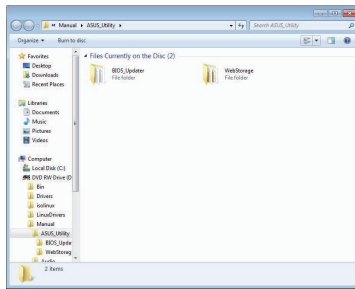 « Manual ▸ ASUS_Utility ▸
Search ASUS_Utility
Organize ▾ Burn to disc
Favorites
Desktop
Downloads
Recent Places
Libraries
Documents
Music
Pictures
Videos
Computer
Local Disk (C:)
DVD RW Drive (D
Bin
Drivers
isolinux
LinuxDrivers
Manual
ASUS_Utility
BIOS_Upda
WebStorag
Audio
Files Currently on the Disc (2)
BIOS_Updater
File folder
WebStorage
File folder
2 items